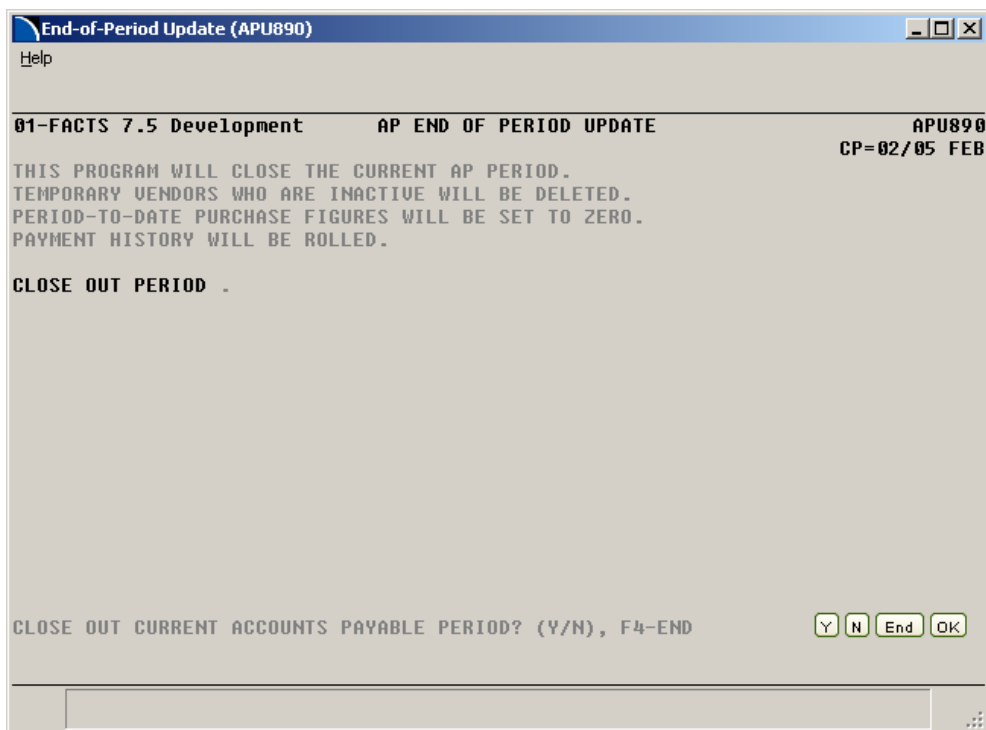 End-of-Period Update (APU890)
Help
01-FACTS 7.5 Development AP END OF PERIOD UPDATE APU890
CP=02/05 FEB
THIS PROGRAM WILL CLOSE THE CURRENT AP PERIOD.
TEMPORARY VENDORS WHO ARE INACTIVE WILL BE DELETED.
PERIOD-TO-DATE PURCHASE FIGURES WILL BE SET TO ZERO.
PAYMENT HISTORY WILL BE ROLLED.
CLOSE OUT PERIOD .
CLOSE OUT CURRENT ACCOUNTS PAYABLE PERIOD? (Y/N), F4-END Y N End OK